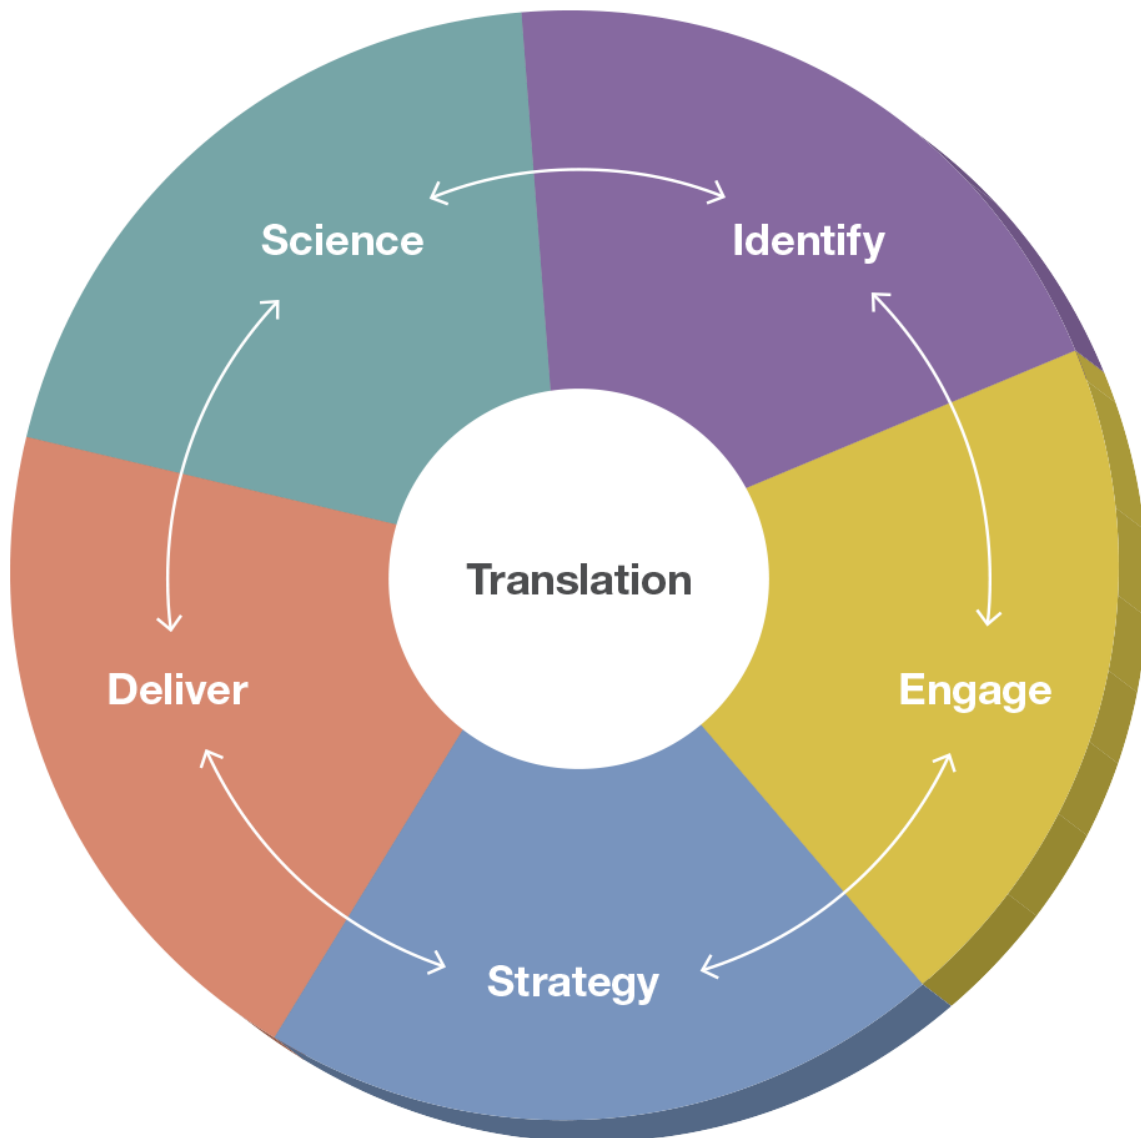 Science
Identify
Translation
Deliver
Engage
Strategy